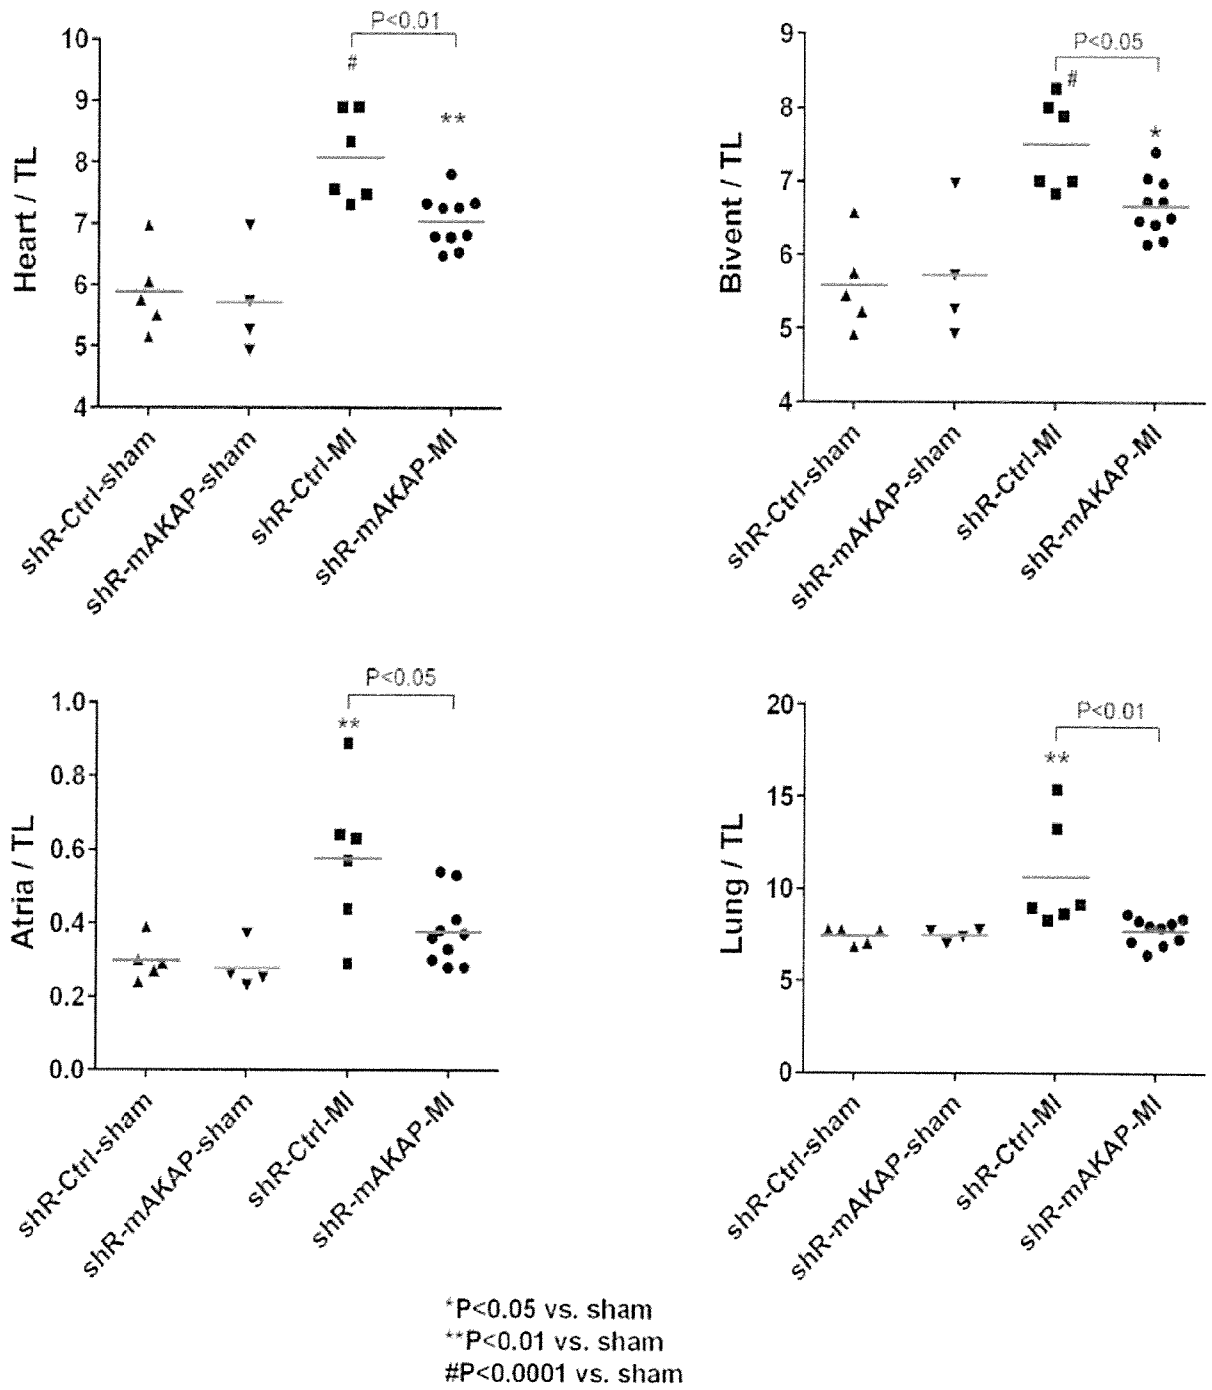 P<0.01
10
#
9
**
8
7
6
5
4
Heart / TL
shR-Ctrl-sham
shR-mAKAP-sham
shR-Ctrl-MI
shR-mAKAP-MI
9
P<0.05
#
8
*
7
6
5
4
Bivent / TL
shR-Ctrl-sham
shR-mAKAP-sham
shR-Ctrl-MI
shR-mAKAP-MI
P<0.05
1.0
**
0.8
0.6
0.4
0.2
0.0
Atria / TL
shR-Ctrl-sham
shR-mAKAP-sham
shR-Ctrl-MI
shR-mAKAP-MI
20
P<0.01
**
15
10
5
0
Lung / TL
shR-Ctrl-sham
shR-mAKAP-sham
shR-Ctrl-MI
shR-mAKAP-MI
*P<0.05 vs. sham
**P<0.01 vs. sham
#P<0.0001 vs. sham